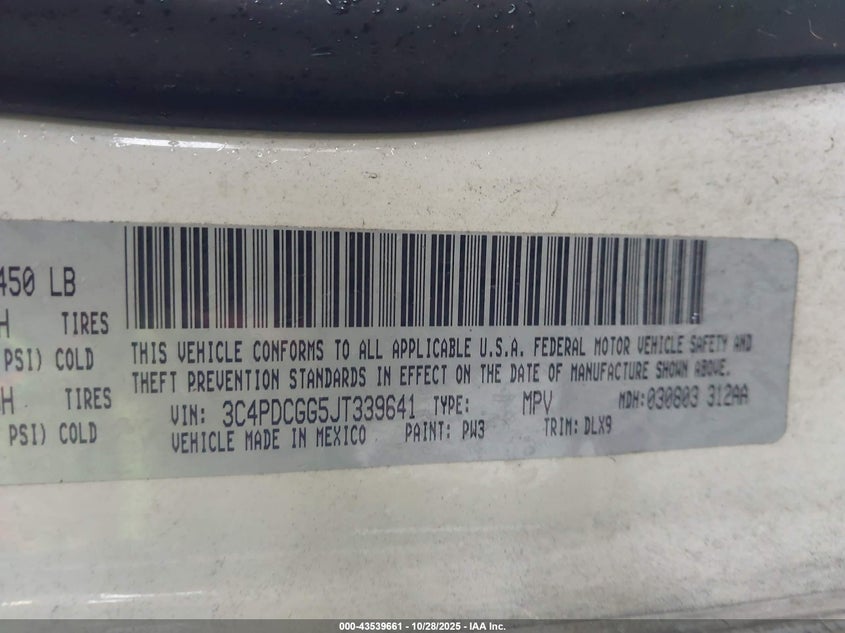 450 LB
H TIRES
PSI) COLD
H TIRES
PSI) COLD
THIS VEHICLE CONFORMS TO ALL APPLICABLE U.S.A. FEDERAL MOTOR VEHICLE SAFETY AND
THEFT PREVENTION STANDARDS IN EFFECT ON THE DATE OF MANUFACTURE SHOWN ABOVE.
VIN: 3C4PDCGG5JT339641 TYPE: MPV MDH:030803 312AA
VEHICLE MADE IN MEXICO PAINT: PW3 TRIM: DLX9
000-43539661 - 10/28/2025 - IAA Inc.